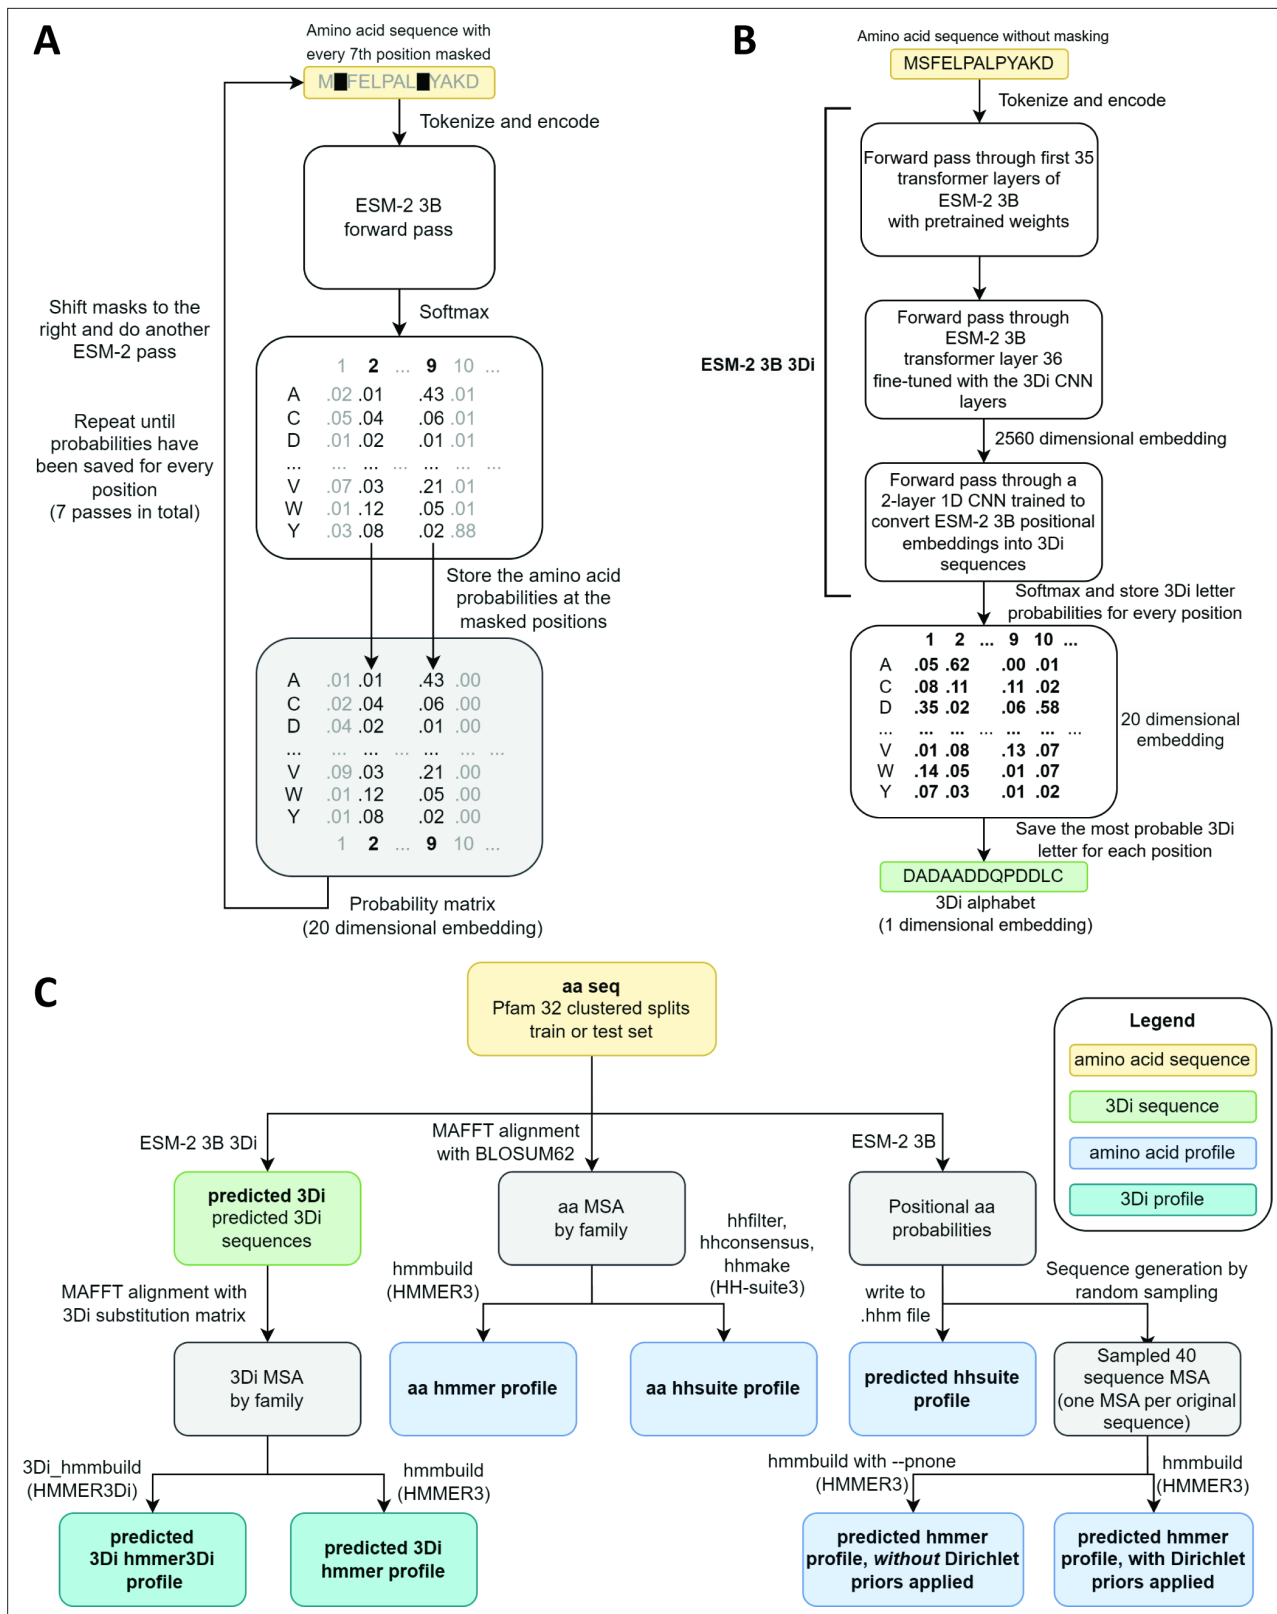 A
Amino acid sequence with
every 7th position masked
M█FELPAL█YAKD
Tokenize and encode
ESM-2 3B
forward pass
Softmax
Shift masks to the
right and do another
ESM-2 pass
Repeat until
probabilities have
been saved for every
position
(7 passes in total)
1 2 ... 9 10 ...
A .02 .01 .43 .01
C .05 .04 .06 .01
D .01 .02 .01 .01
... ... ... ... ... ... ...
V .07 .03 .21 .01
W .01 .12 .05 .01
Y .03 .08 .02 .88
Store the amino acid
probabilities at the
masked positions
A .01 .01 .43 .00
C .02 .04 .06 .00
D .04 .02 .01 .00
... ... ... ... ... ... ...
V .09 .03 .21 .00
W .01 .12 .05 .00
Y .01 .08 .02 .00
1 2 ... 9 10 ...
Probability matrix
(20 dimensional embedding)
B
Amino acid sequence without masking
MSFELPALPYAKD
Tokenize and encode
ESM-2 3B 3Di
Forward pass through first 35
transformer layers of
ESM-2 3B
with pretrained weights
Forward pass through
ESM-2 3B
transformer layer 36
fine-tuned with the 3Di CNN
layers
2560 dimensional embedding
Forward pass through a
2-layer 1D CNN trained to
convert ESM-2 3B positional
embeddings into 3Di
sequences
Softmax and store 3Di letter
probabilities for every position
1 2 ... 9 10 ...
A .05 .62 .00 .01
C .08 .11 .11 .02
D .35 .02 .06 .58
... ... ... ... ... ... ...
V .01 .08 .13 .07
W .14 .05 .01 .07
Y .07 .03 .01 .02
20 dimensional
embedding
Save the most probable 3Di
letter for each position
DADAADDQPDDLC
3Di alphabet
(1 dimensional embedding)
C
aa seq
Pfam 32 clustered splits
train or test set
Legend
amino acid sequence
3Di sequence
amino acid profile
3Di profile
ESM-2 3B 3Di
MAFFT alignment
with BLOSUM62
ESM-2 3B
predicted 3Di
predicted 3Di
sequences
aa MSA
by family
Positional aa
probabilities
MAFFT alignment with
3Di substitution matrix
hmmbuild
(HMMER3)
hhfilter,
hhconsensus,
hhmake
(HH-suite3)
write to
.hhm file
Sequence generation by
random sampling
3Di MSA
by family
aa hmmer profile
aa hhsuite profile
predicted hhsuite
profile
Sampled 40
sequence MSA
(one MSA per original
sequence)
3Di_hmmbuild
(HMMER3Di)
hmmbuild
(HMMER3)
hmmbuild with --pnone
(HMMER3)
hmmbuild
(HMMER3)
predicted
3Di hmmer3Di
profile
predicted 3Di
hmmer profile
predicted hmmer
profile, without Dirichlet
priors applied
predicted hmmer
profile, with Dirichlet
priors applied